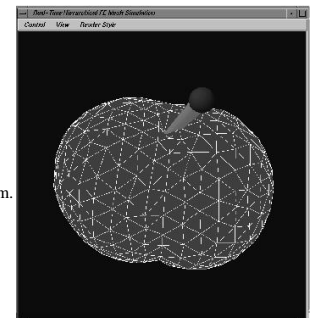 Real-Time Hierarchical FE Mesh Simulation
Control View Render Style
m.